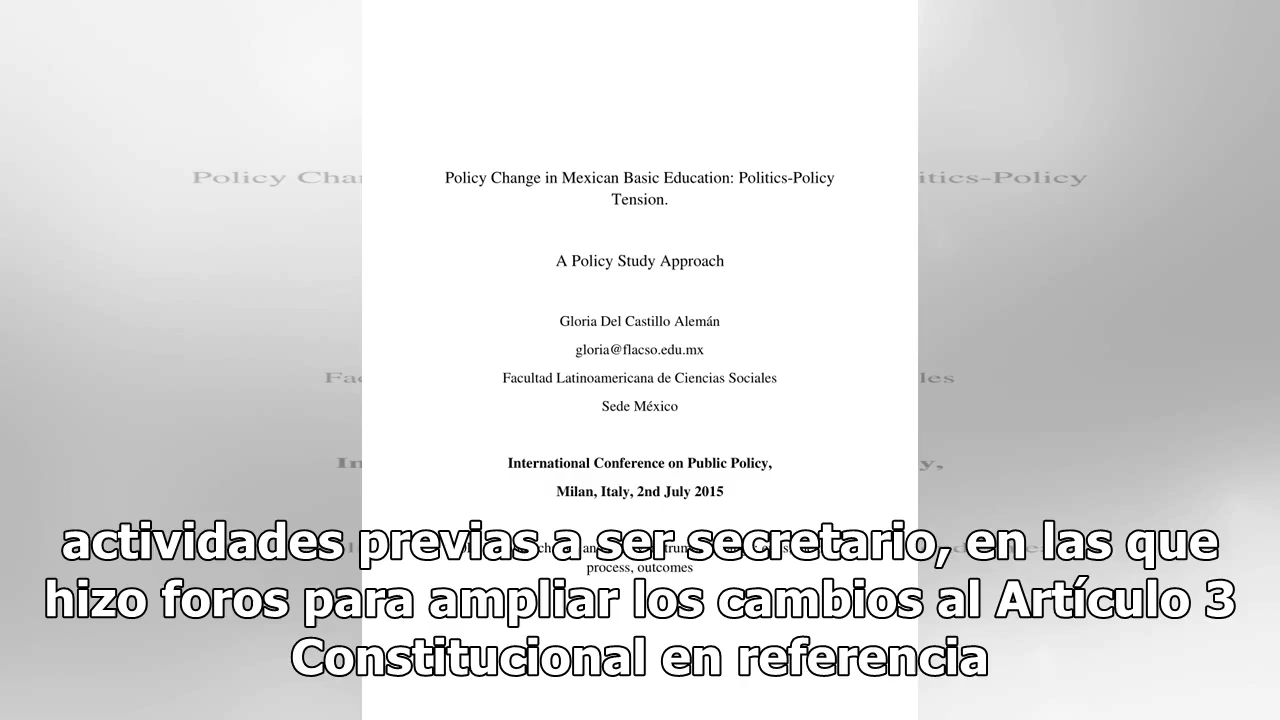 Policy Change in Mexican Basic Education: Politics-Policy
Tension.
A Policy Study Approach
Gloria Del Castillo Alemán
gloria@flacso.edu.mx
Facultad Latinoamericana de Ciencias Sociales
Sede México
International Conference on Public Policy,
Milan, Italy, 2nd July 2015
process, outcomes
actividades previas a ser secretario, en las que
hizo foros para ampliar los cambios al Artículo 3
Constitucional en referencia